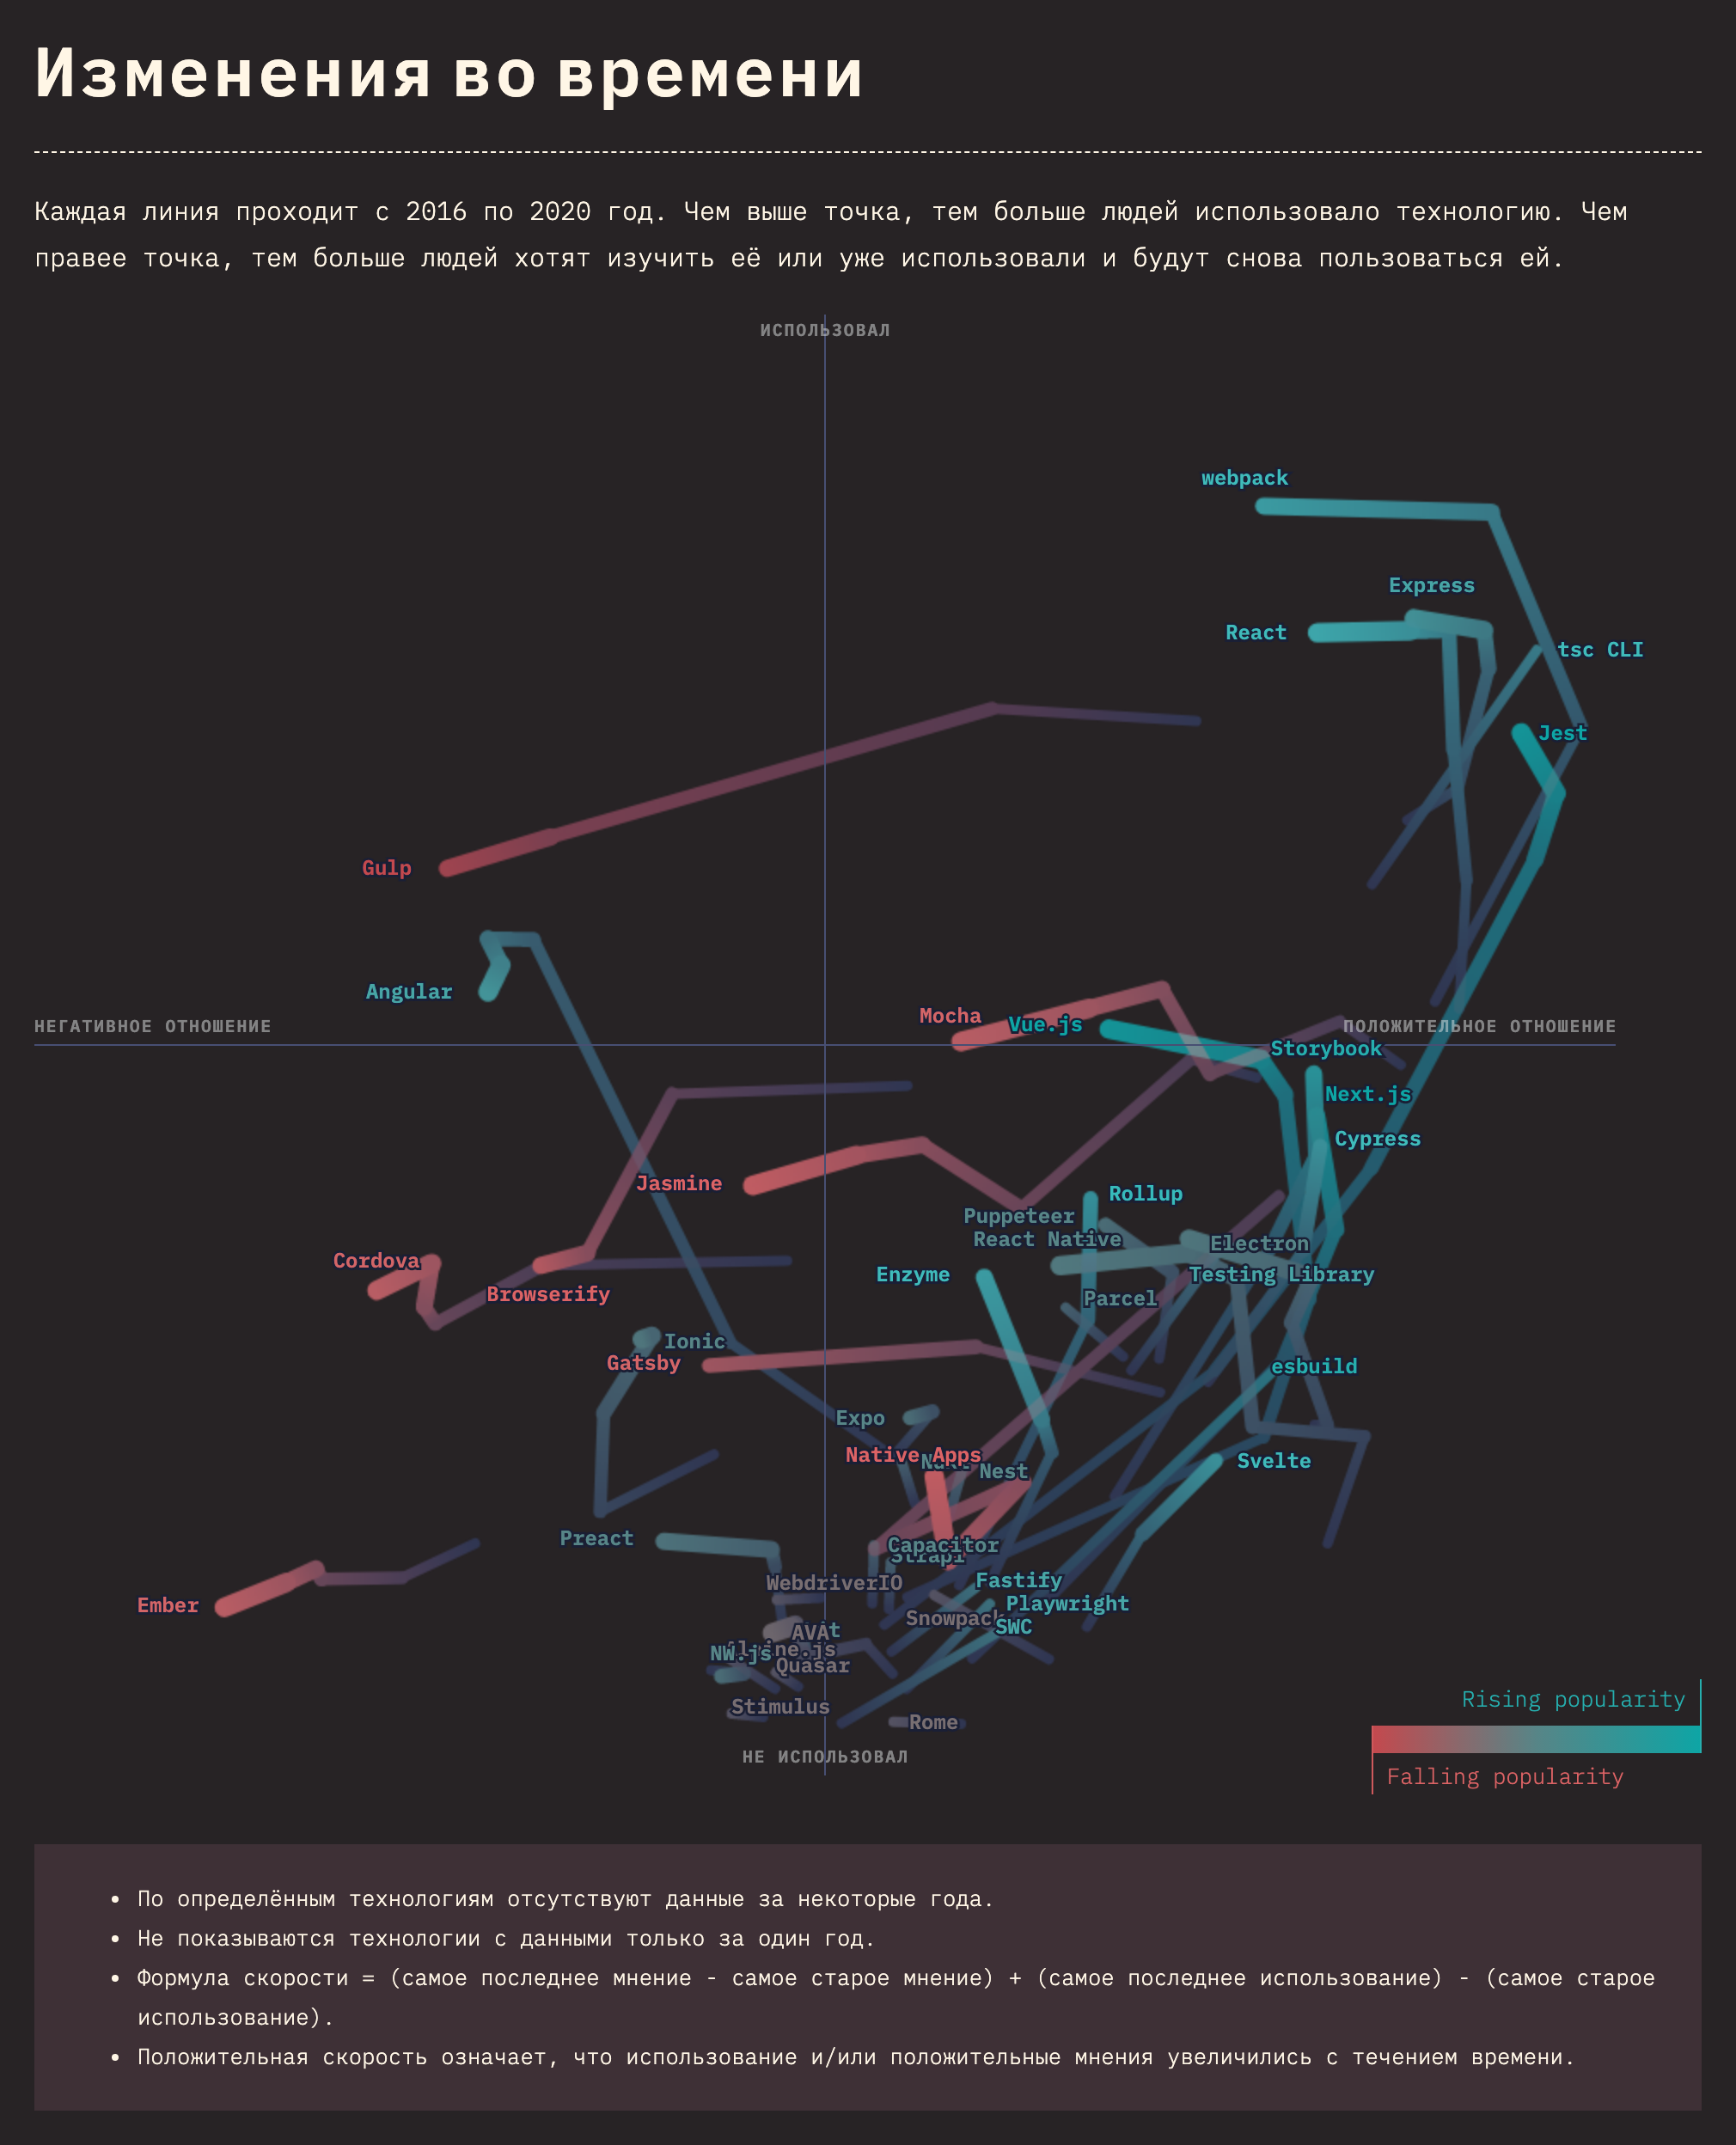 Изменения во времени
Каждая линия проходит с 2016 по 2020 год. Чем выше точка, тем больше людей использовало технологию. Чем
правее точка, тем больше людей хотят изучить её или уже использовали и будут снова пользоваться ей.
ИСПОЛЬЗОВАЛ
webpack
Express
React
tsc CLI
Jest
Gulp
Angular
Mocha
Vue.js
НЕГАТИВНОЕ ОТНОШЕНИЕ
ПОЛОЖИТЕЛЬНОЕ ОТНОШЕНИЕ
Storybook
Next.js
Cypress
Jasmine
Rollup
Puppeteer
React Native
Electron
Cordova
Enzyme
Testing Library
Browserify
Parcel
Ionic
Gatsby
esbuild
Expo
Native Apps
Svelte
Nest
Preact
Capacitor
Strapi
WebdriverIO
Fastify
Ember
Playwright
Snowpack
SWC
AVA
Alpine.js
NW.js
Quasar
Stimulus
Rome
НЕ ИСПОЛЬЗОВАЛ
Rising popularity
Falling popularity
• По определённым технологиям отсутствуют данные за некоторые года.
• Не показываются технологии с данными только за один год.
• Формула скорости = (самое последнее мнение - самое старое мнение) + (самое последнее использование) - (самое старое
использование).
• Положительная скорость означает, что использование и/или положительные мнения увеличились с течением времени.